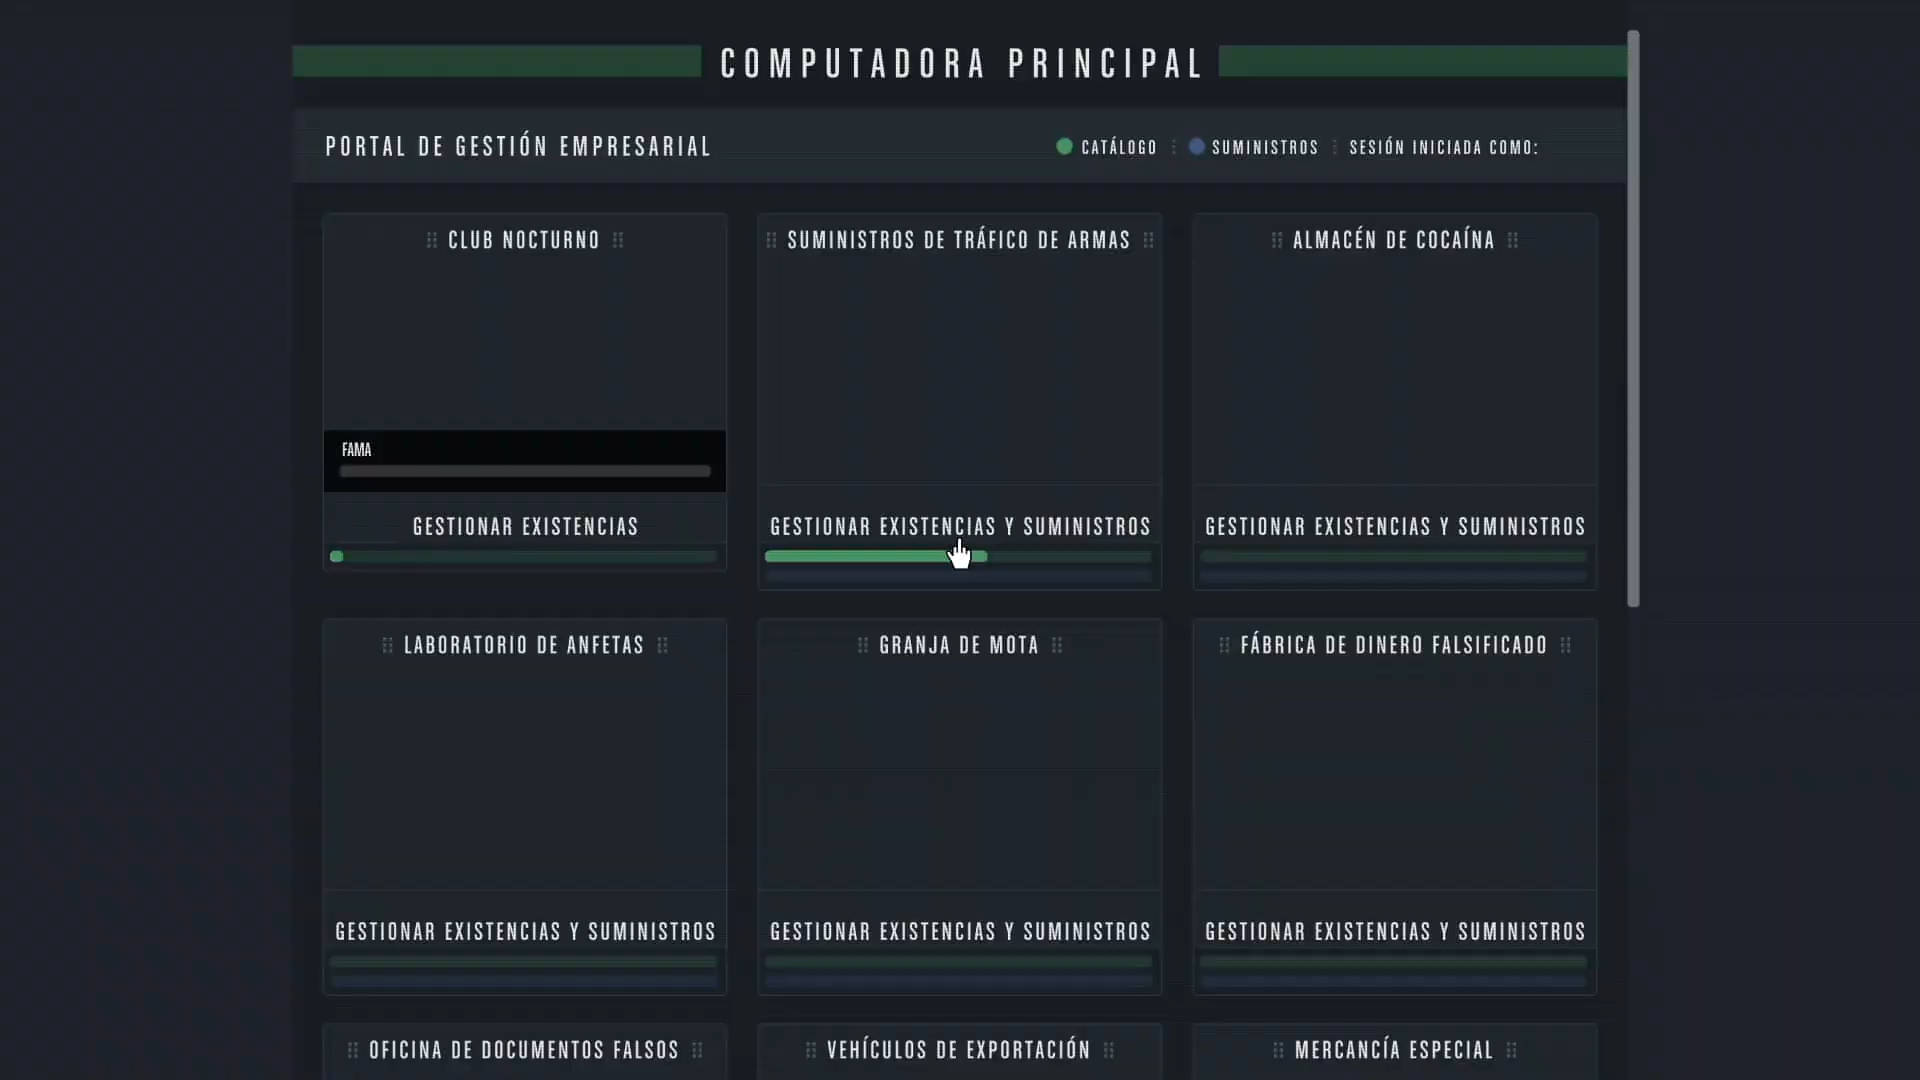 COMPUTADORA PRINCIPAL
PORTAL DE GESTIÓN EMPRESARIAL
CATÁLOGO
SUMINISTROS
SESIÓN INICIADA COMO:
CLUB NOCTURNO
SUMINISTROS DE TRÁFICO DE ARMAS
ALMACÉN DE COCAÍNA
FAMA
GESTIONAR EXISTENCIAS
GESTIONAR EXISTENCIAS Y SUMINISTROS
GESTIONAR EXISTENCIAS Y SUMINISTROS
LABORATORIO DE ANFETAS
GRANJA DE MOTA
FÁBRICA DE DINERO FALSIFICADO
GESTIONAR EXISTENCIAS Y SUMINISTROS
GESTIONAR EXISTENCIAS Y SUMINISTROS
GESTIONAR EXISTENCIAS Y SUMINISTROS
OFICINA DE DOCUMENTOS FALSOS
VEHÍCULOS DE EXPORTACIÓN
MERCANCÍA ESPECIAL